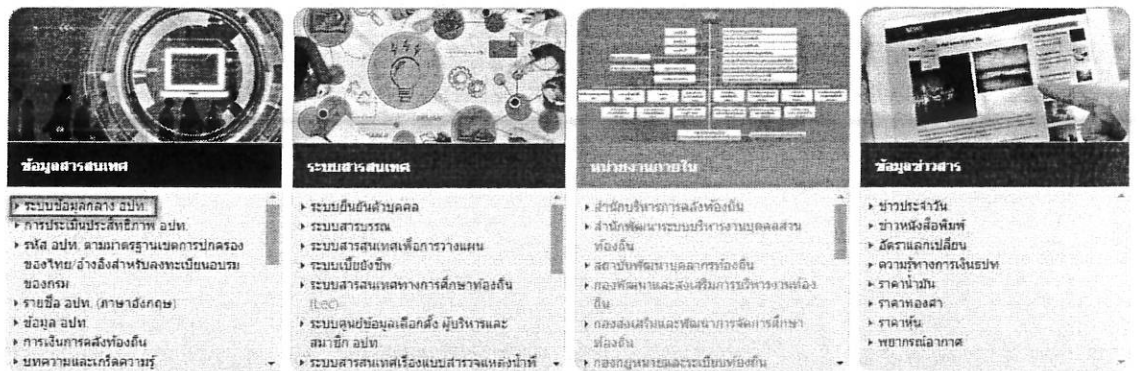 ข้อมูลสารสนเทศ
ระบบข้อมูลกลาง อปท.
การประเมินประสิทธิภาพ อปท.
รหัส อปท. ตามมาตรฐานเขตการปกครอง
ของไทย/อ้างอิงสำหรับลงทะเบียนอบรม
ของกรม
รายชื่อ อปท. (ภาษาอังกฤษ)
ข้อมูล อปท.
การเงินการคลังท้องถิ่น
บทความและเกร็ดความรู้
ระบบสารสนเทศ
ระบบยืนยันตัวบุคคล
ระบบสารบรรณ
ระบบสารสนเทศเพื่อการวางแผน
ระบบเบี้ยยังชีพ
ระบบสารสนเทศทางการศึกษาท้องถิ่น
ระบบศูนย์ข้อมูลเลือกตั้ง ผู้บริหารและ
สมาชิก อปท
ระบบสารสนเทศเรื่องแบบสำรวจแหล่งน้ำที่
หน่วยงานภายใน
สำนักบริหารการคลังท้องถิ่น
สำนักพัฒนาระบบบริหารงานบุคคลส่วน
ท้องถิ่น
สถาบันพัฒนาบุคลากรท้องถิ่น
กองพัฒนาและส่งเสริมการบริหารงานท้อง
ถิ่น
กองส่งเสริมและพัฒนาการจัดการศึกษา
ท้องถิ่น
กองกฎหมายและระเบียบท้องถิ่น
ข้อมูลข่าวสาร
ข่าวประจำวัน
ข่าวหนังสือพิมพ์
อัตราแลกเปลี่ยน
ความรู้ทางการเงินธปท
ราคาน้ำมัน
ราคาทองคำ
ราคาหุ้น
พยากรณ์อากาศ